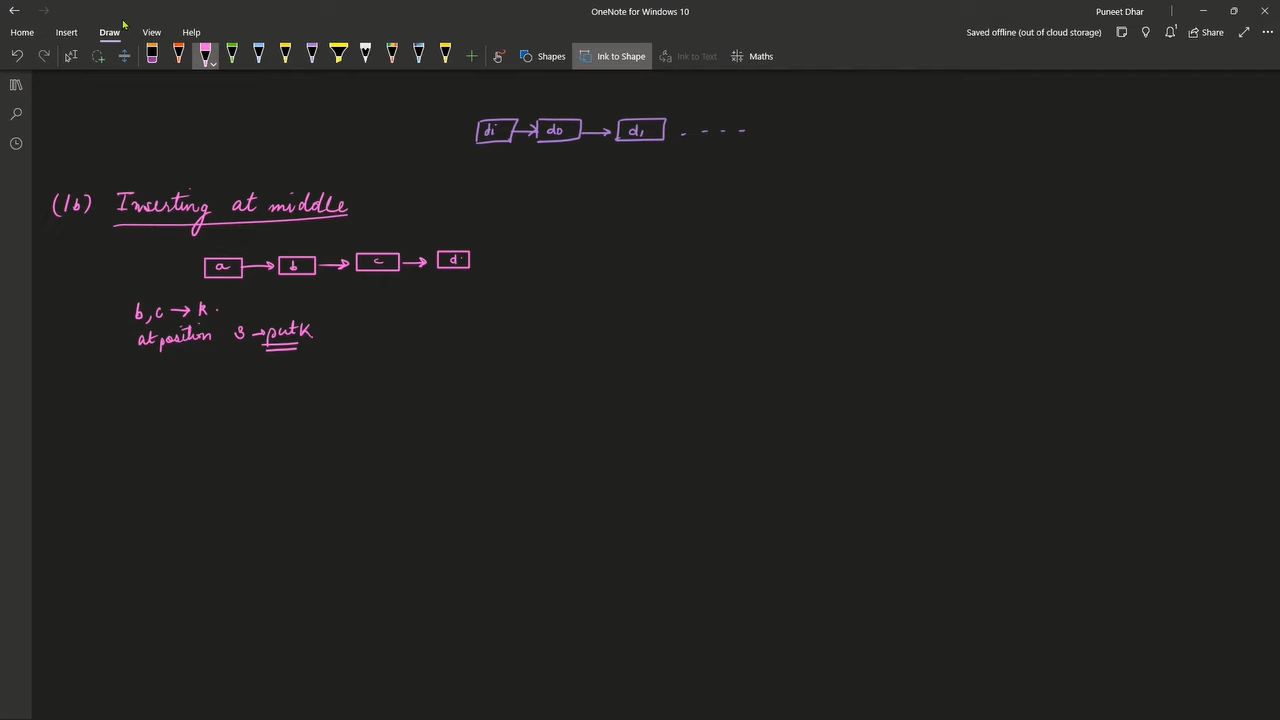 OneNote for Windows 10
Puneet Dhar
Home Insert Draw View Help
Saved offline (out of cloud storage)
Share
Shapes
Ink to Shape
Ink to Text
Maths
di → do → d1 - - - -
(1b) Inserting at middle
a → b → c → d
b, c → k .
at position 3 → put K